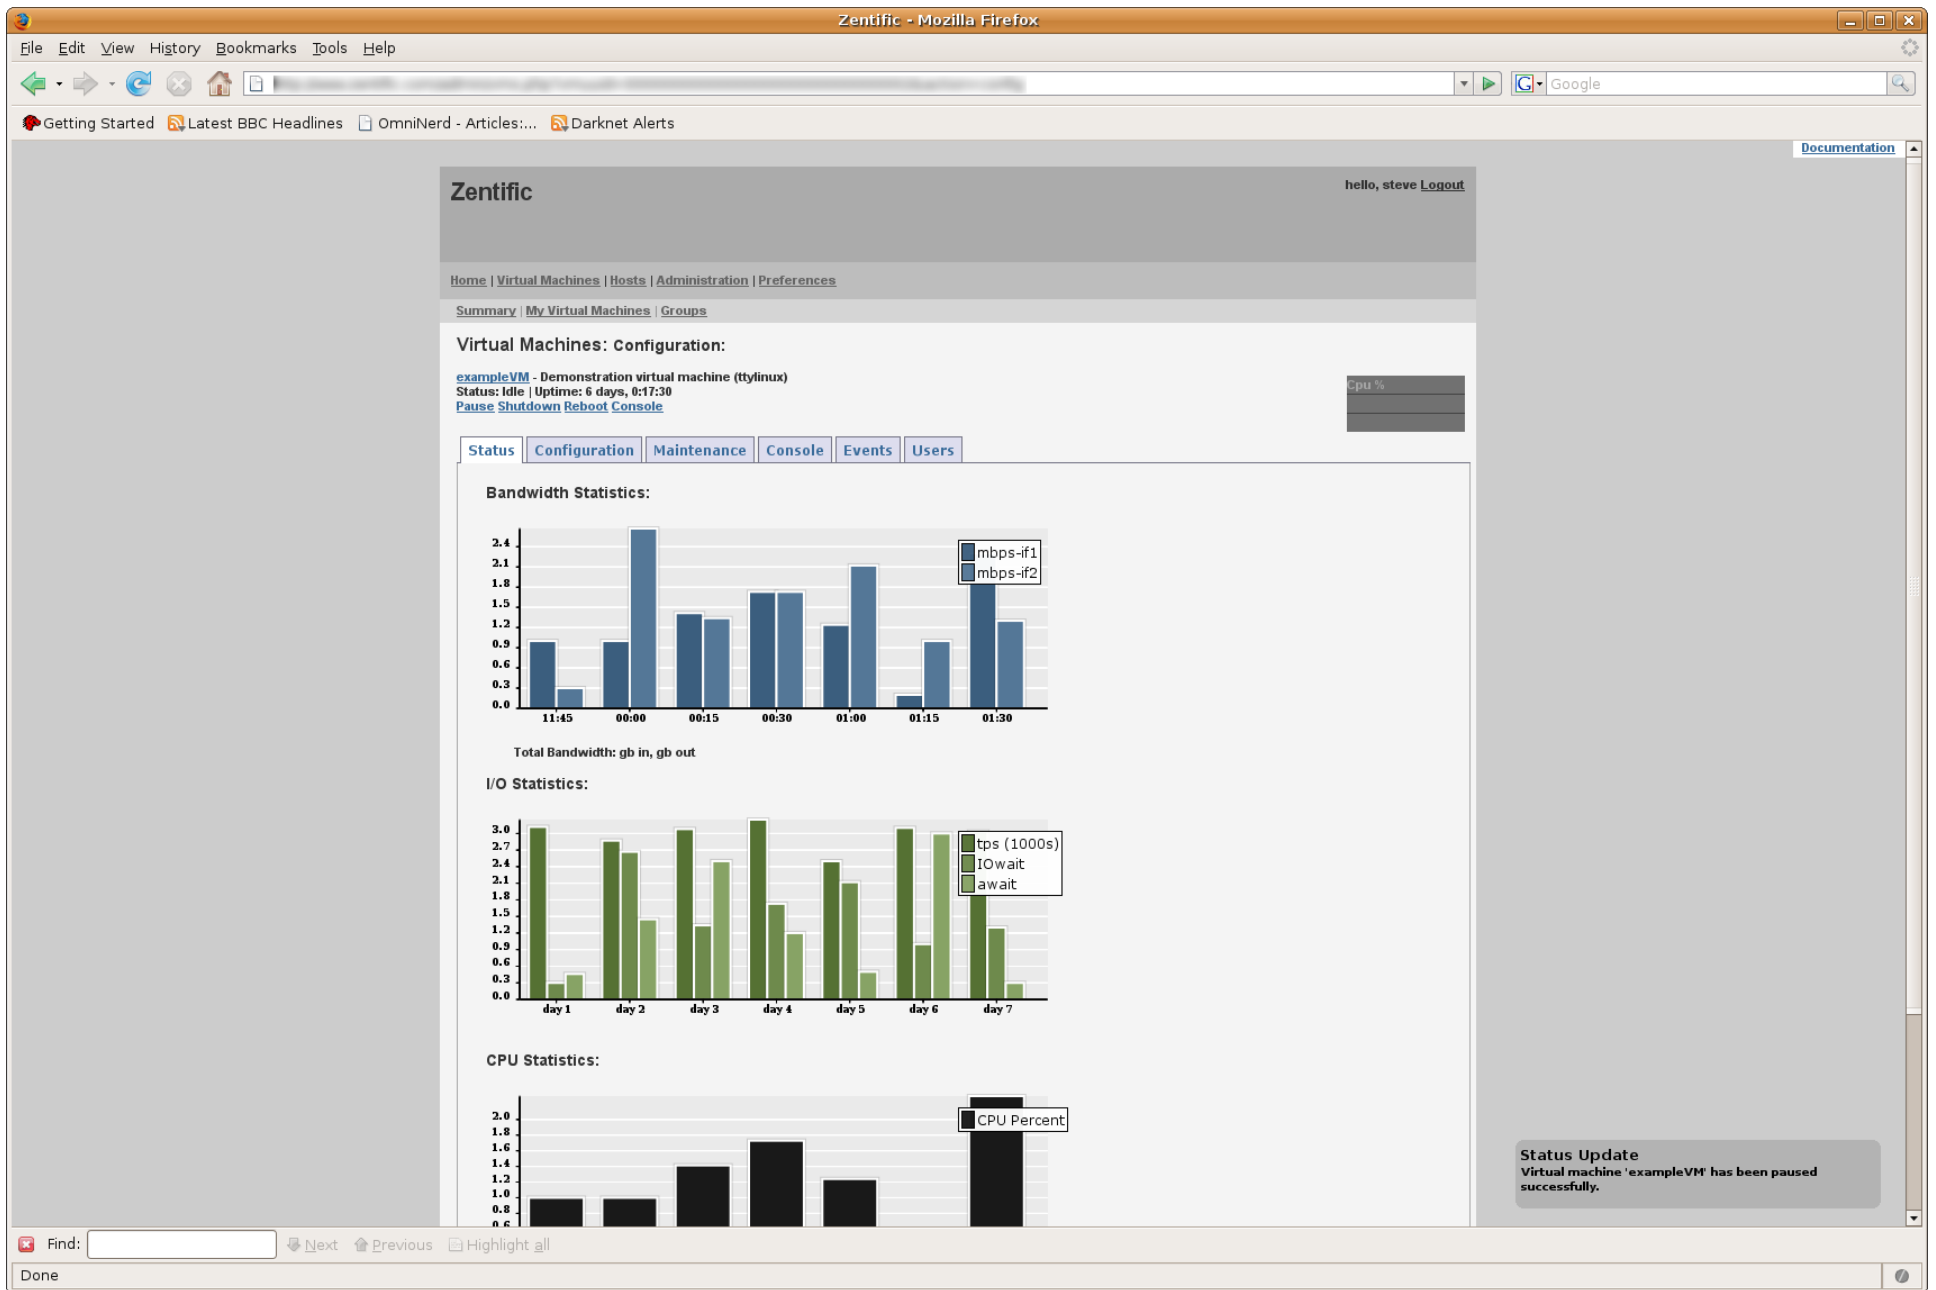 Zentific - Mozilla Firefox
File Edit View History Bookmarks Tools Help
Google
Getting Started Latest BBC Headlines OmniNerd - Articles:... Darknet Alerts
Documentation
Zentific
hello, steve Logout
Home | Virtual Machines | Hosts | Administration | Preferences
Summary | My Virtual Machines | Groups
Virtual Machines: Configuration:
exampleVM - Demonstration virtual machine (ttylinux)
Status: Idle | Uptime: 6 days, 0:17:30
Pause Shutdown Reboot Console
Cpu %
Status Configuration Maintenance Console Events Users
Bandwidth Statistics:
2.4
2.1
1.8
1.5
1.2
0.9
0.6
0.3
0.0
mbps-if1
mbps-if2
11:45 00:00 00:15 00:30 01:00 01:15 01:30
Total Bandwidth: gb in, gb out
I/O Statistics:
3.0
2.7
2.4
2.1
1.8
1.5
1.2
0.9
0.6
0.3
0.0
tps (1000s)
IOwait
await
day 1 day 2 day 3 day 4 day 5 day 6 day 7
CPU Statistics:
2.0
1.8
1.6
1.4
1.2
1.0
0.8
0.6
CPU Percent
Status Update
Virtual machine 'exampleVM' has been paused
successfully.
Find: Next Previous Highlight all
Done